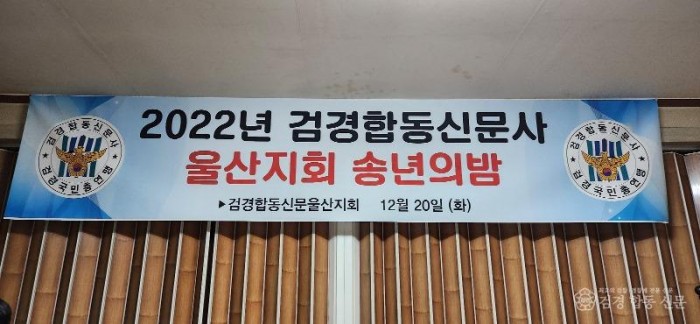 2022년 검경합동신문사
울산지회 송년의밤
▶검경합동신문울산지회 12월 20일 (화)
검경합동신문사
검경국민총연맹
검경합동신문사
검경국민총연맹
검경 합동 신문